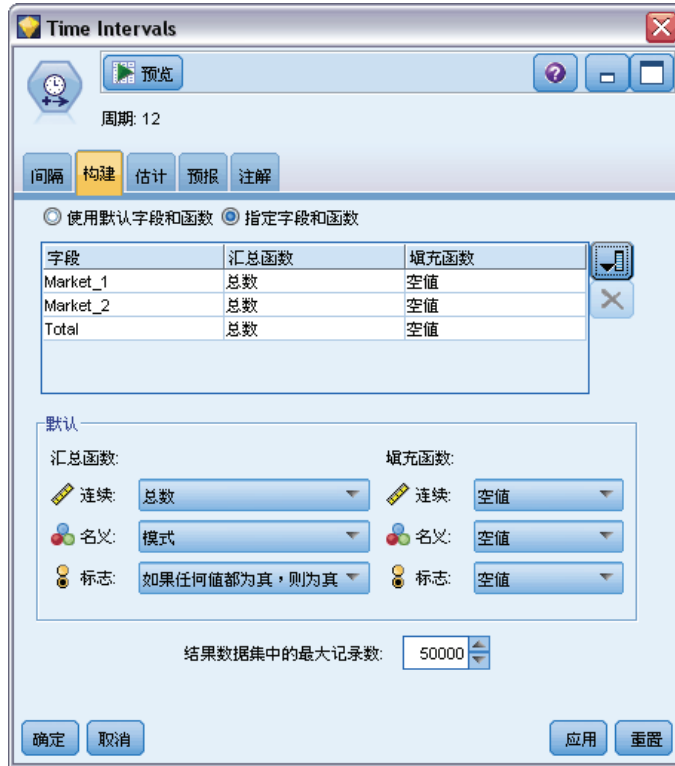 Time Intervals
预览
周期: 12
间隔 构建 估计 预报 注解
使用默认字段和函数 指定字段和函数
字段 汇总函数 填充函数
Market_1 总数 空值
Market_2 总数 空值
Total 总数 空值
默认
汇总函数: 填充函数:
连续: 总数 连续: 空值
名义: 模式 名义: 空值
标志: 如果任何值都为真，则为真 标志: 空值
结果数据集中的最大记录数: 50000
确定 取消 应用 重置